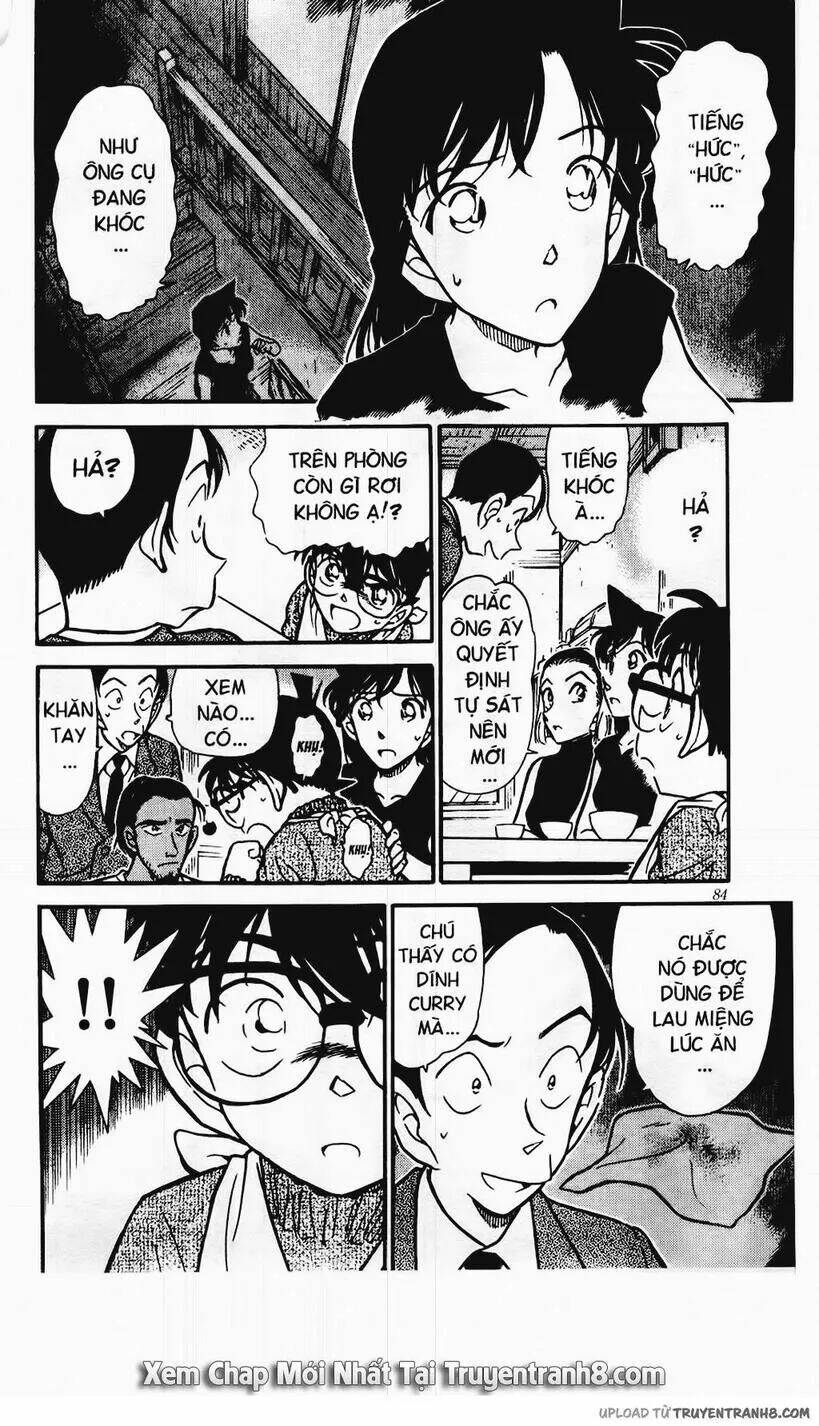 TIẾNG
"HỨC",
"HỨC"
...
NHƯ
ÔNG CỤ
ĐANG
KHÓC
...
HẢ
?
TIẾNG
KHÓC
À...
CHẮC
ÔNG ẤY
QUYẾT
ĐỊNH
TỰ SÁT
NÊN
MỚI
...
TRÊN PHÒNG
CÒN GÌ RƠI
KHÔNG Ạ!?
HẢ?
KHỤ!
KHỤ!
XEM
NÀO...
CÓ...
KHĂN
TAY
...
84
CHẮC
NÓ ĐƯỢC
DÙNG ĐỂ
LAU MIỆNG
LÚC ĂN
...
CHÚ
THẤY CÓ
DÍNH
CURRY
MÀ...
!!
Xem Chap Mới Nhất Tại Truyentranh8.com
UPLOAD TỪ TRUYENTRANH8.COM